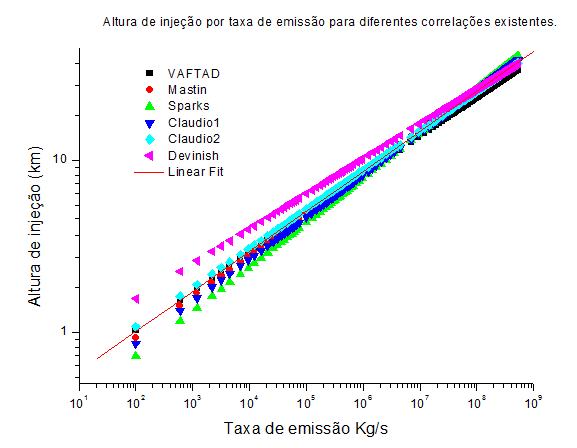 Altura de injeção por taxa de emissão para diferentes correlações existentes.
VAFTAD
Mastin
Sparks
Claudio1
Claudio2
Devinish
Linear Fit
Altura de injeção (km)
10
1
10¹ 10² 10³ 10⁴ 10⁵ 10⁶ 10⁷ 10⁸ 10⁹
Taxa de emissão Kg/s